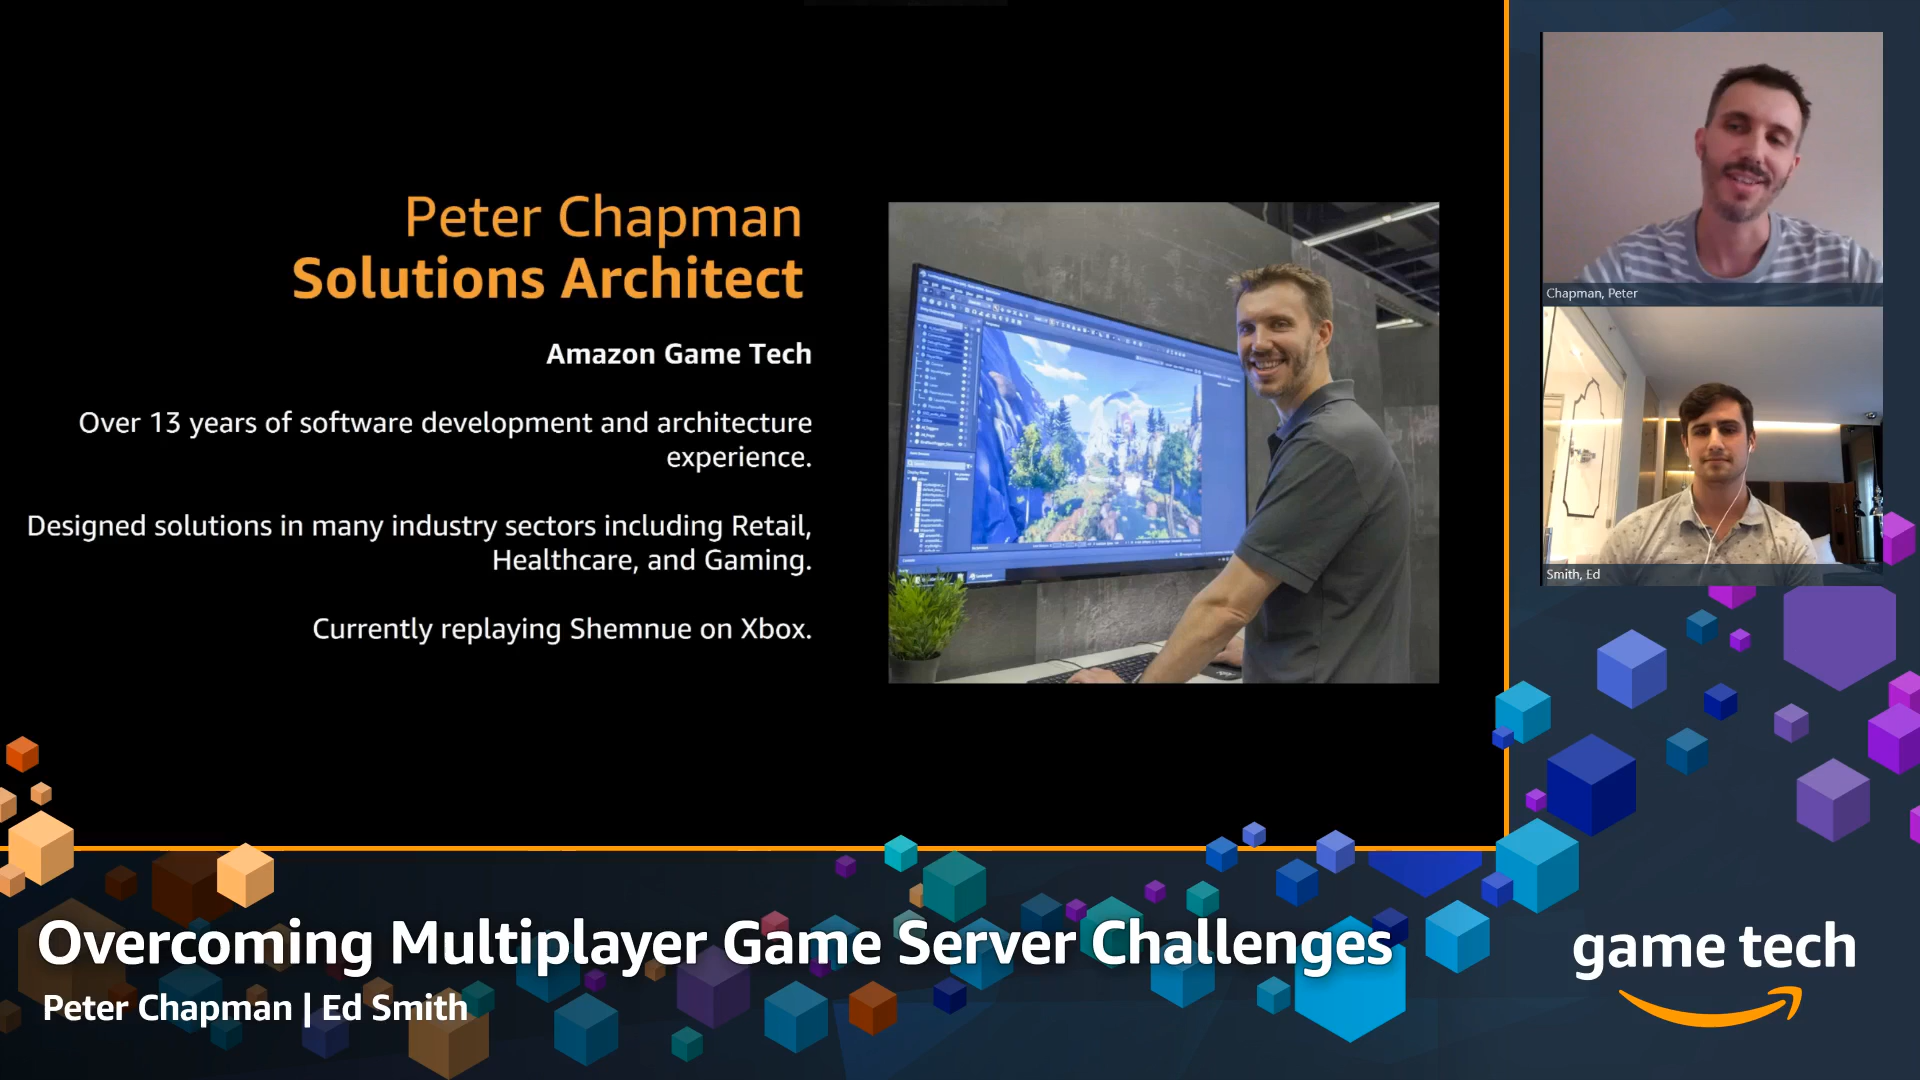 Peter Chapman
Solutions Architect
Amazon Game Tech
Over 13 years of software development and architecture
experience.
Designed solutions in many industry sectors including Retail,
Healthcare, and Gaming.
Currently replaying Shemnue on Xbox.
Chapman, Peter
Smith, Ed
Overcoming Multiplayer Game Server Challenges
Peter Chapman | Ed Smith
game tech